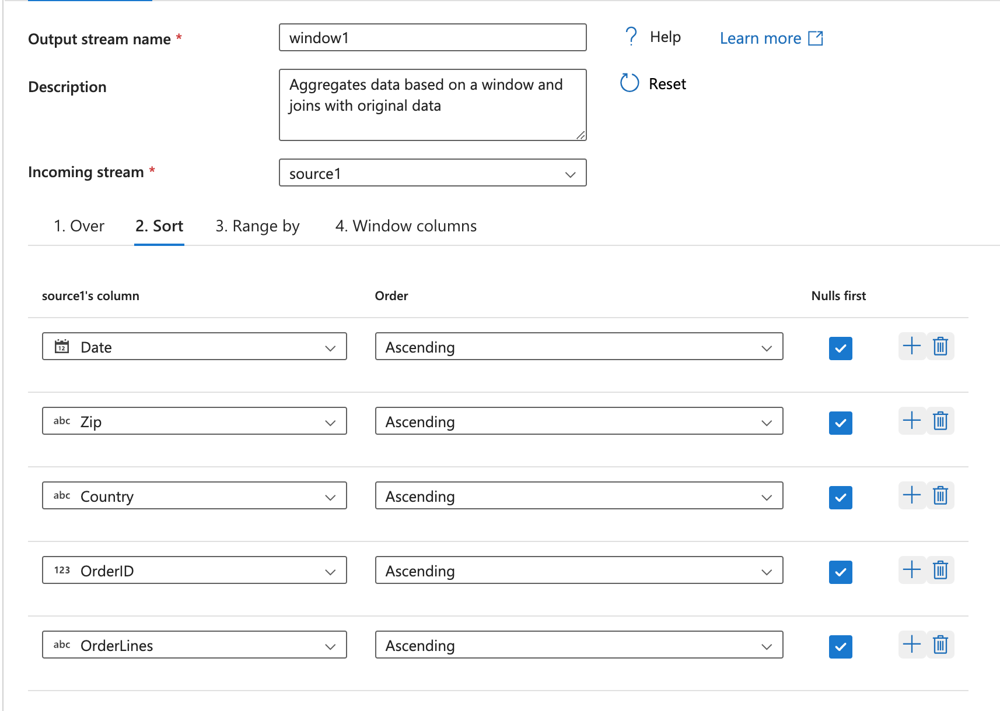 Output stream name *
window1
? Help
Learn more
Description
Aggregates data based on a window and
joins with original data
Reset
Incoming stream *
source1
1. Over
2. Sort
3. Range by
4. Window columns
source1's column
Order
Nulls first
12 Date
Ascending
abc Zip
Ascending
abc Country
Ascending
123 OrderID
Ascending
abc OrderLines
Ascending